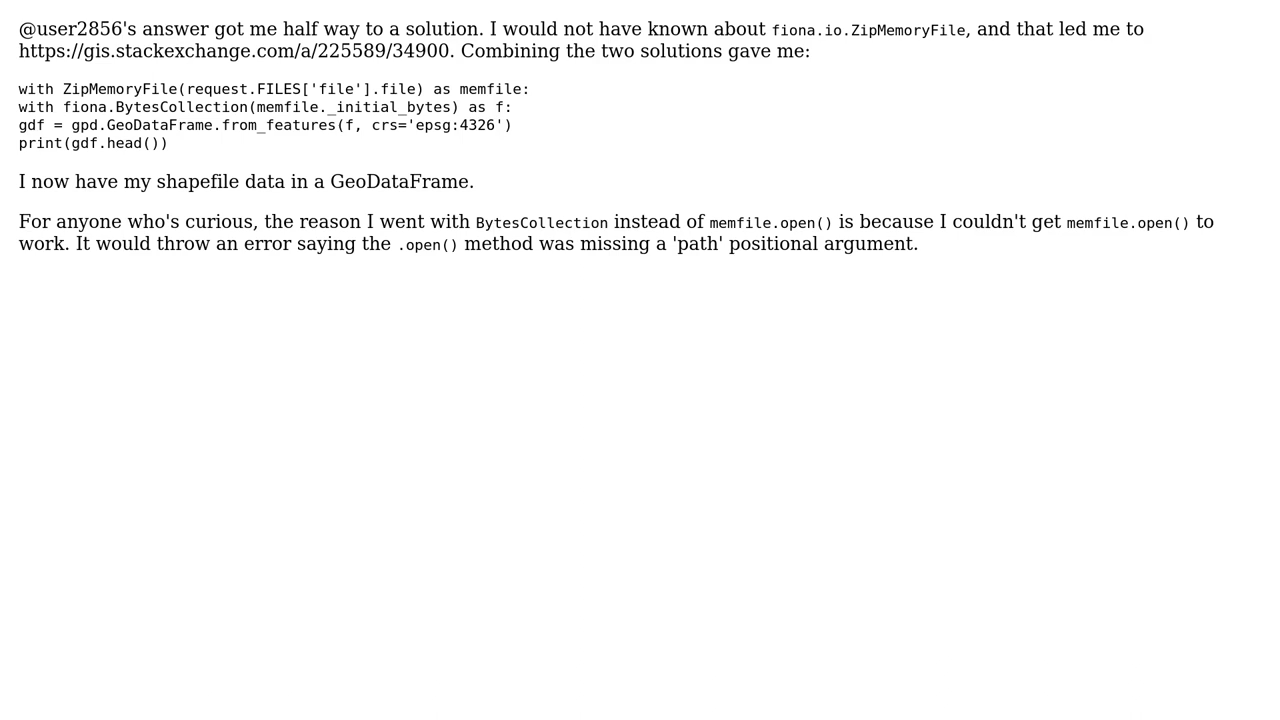 @user2856's answer got me half way to a solution. I would not have known about fiona.io.ZipMemoryFile, and that led me to
https://gis.stackexchange.com/a/225589/34900. Combining the two solutions gave me:
with ZipMemoryFile(request.FILES['file'].file) as memfile:
with fiona.BytesCollection(memfile._initial_bytes) as f:
gdf = gpd.GeoDataFrame.from_features(f, crs='epsg:4326')
print(gdf.head())
I now have my shapefile data in a GeoDataFrame.
For anyone who's curious, the reason I went with BytesCollection instead of memfile.open() is because I couldn't get memfile.open() to
work. It would throw an error saying the .open() method was missing a 'path' positional argument.